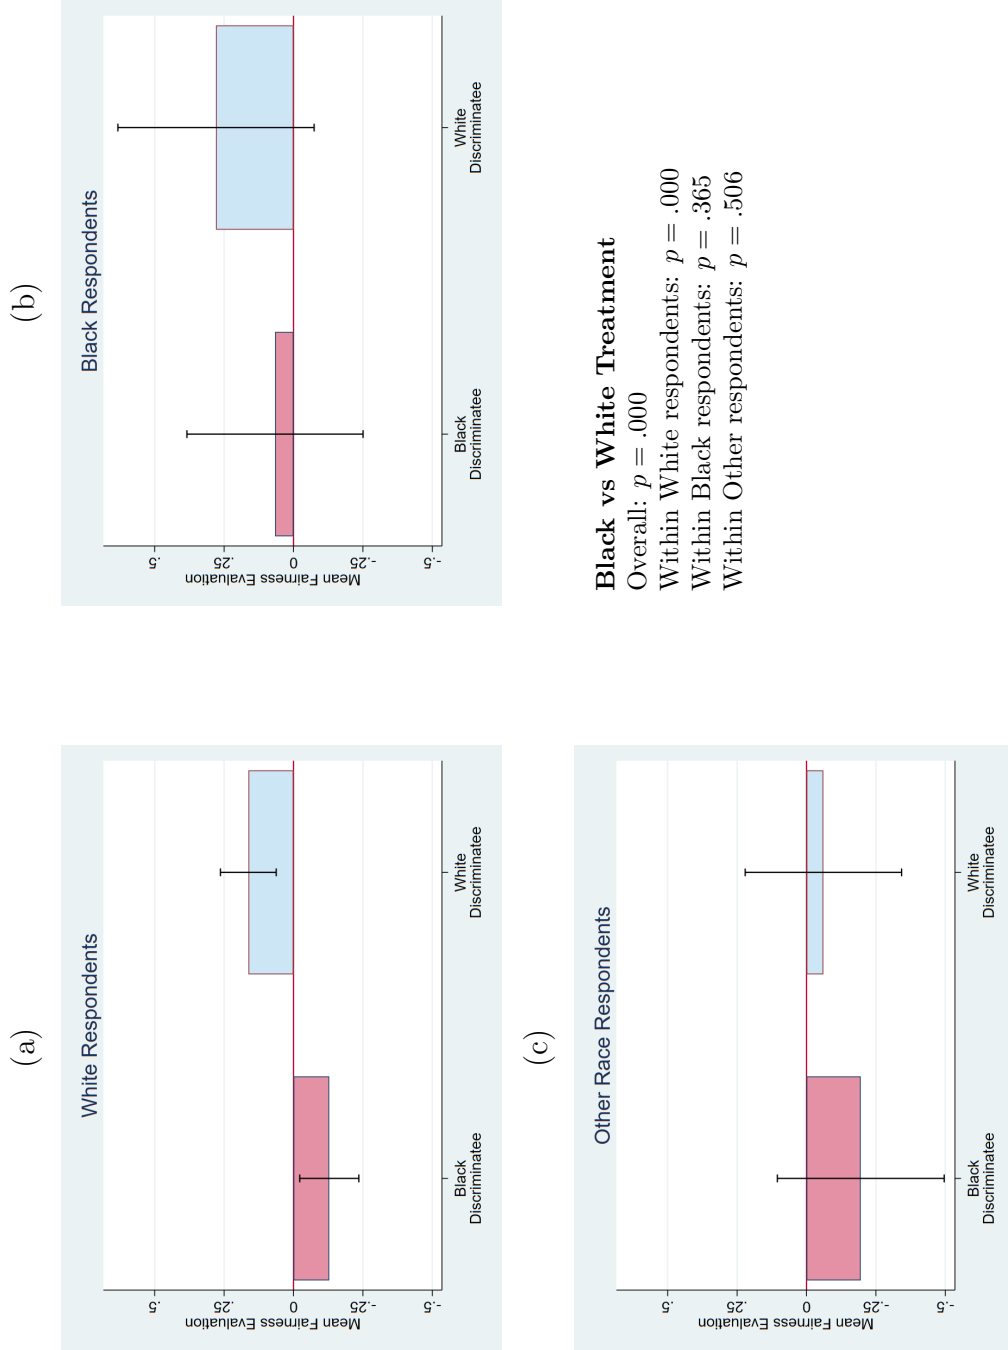 (a)
White Respondents
Mean Fairness Evaluation
.5
.25
0
-.25
-.5
Black
Discriminatee
White
Discriminatee
(b)
Black Respondents
Mean Fairness Evaluation
.5
.25
0
-.25
-.5
Black
Discriminatee
White
Discriminatee
(c)
Other Race Respondents
Mean Fairness Evaluation
.5
.25
0
-.25
-.5
Black
Discriminatee
White
Discriminatee
Black vs White Treatment
Overall: p = .000
Within White respondents: p = .000
Within Black respondents: p = .365
Within Other respondents: p = .506